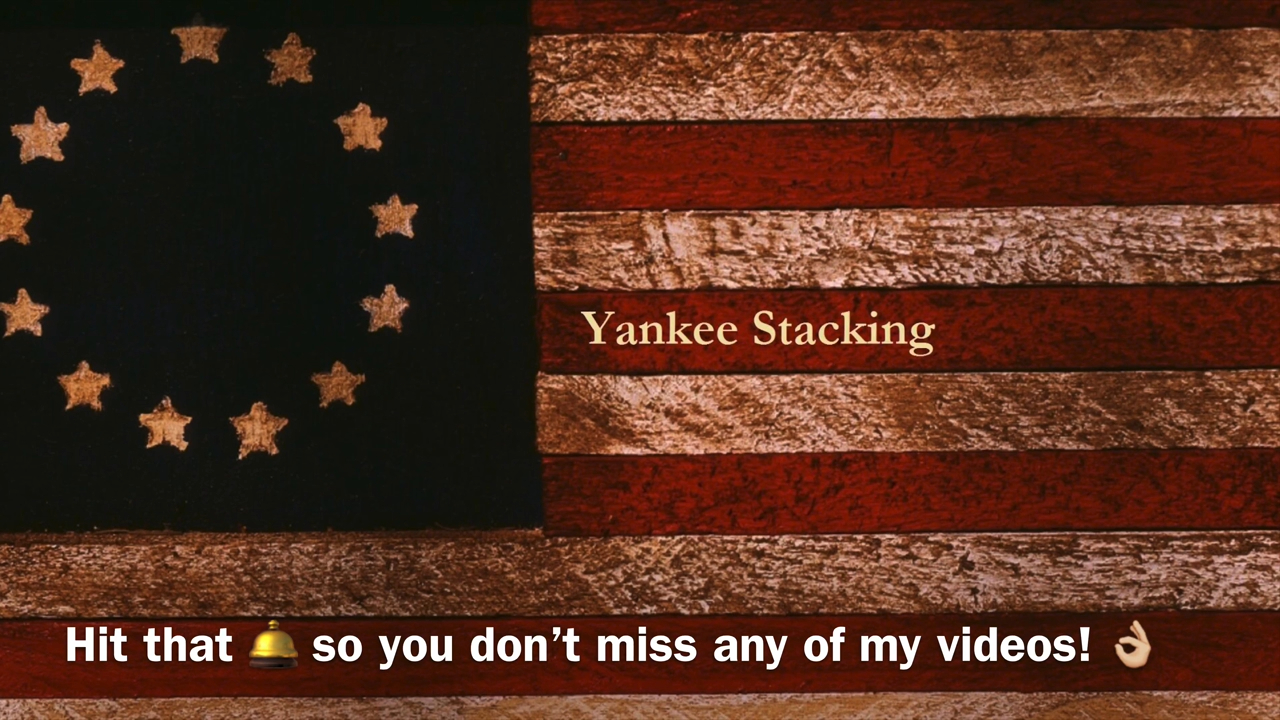 Yankee Stacking
Hit that 🛎️ so you don’t miss any of my videos! 👌🏼